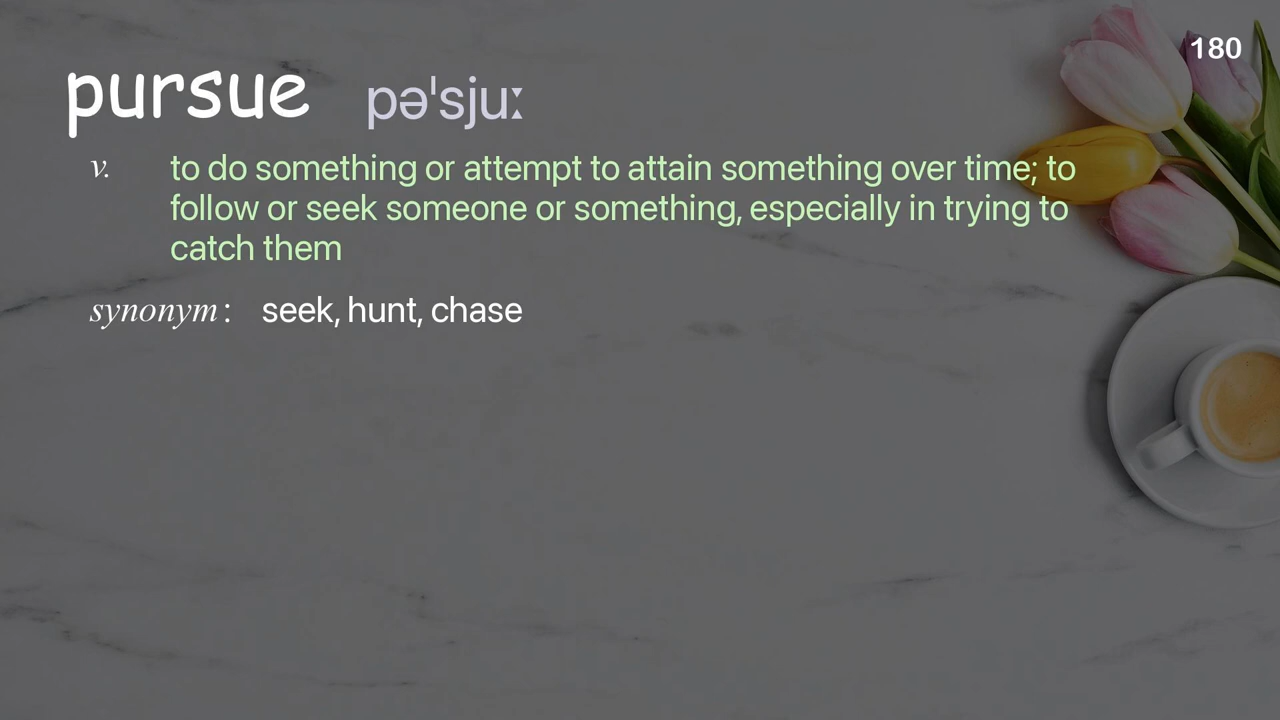 180
pursue pə'sjuː
v. to do something or attempt to attain something over time; to
follow or seek someone or something, especially in trying to
catch them
synonym: seek, hunt, chase